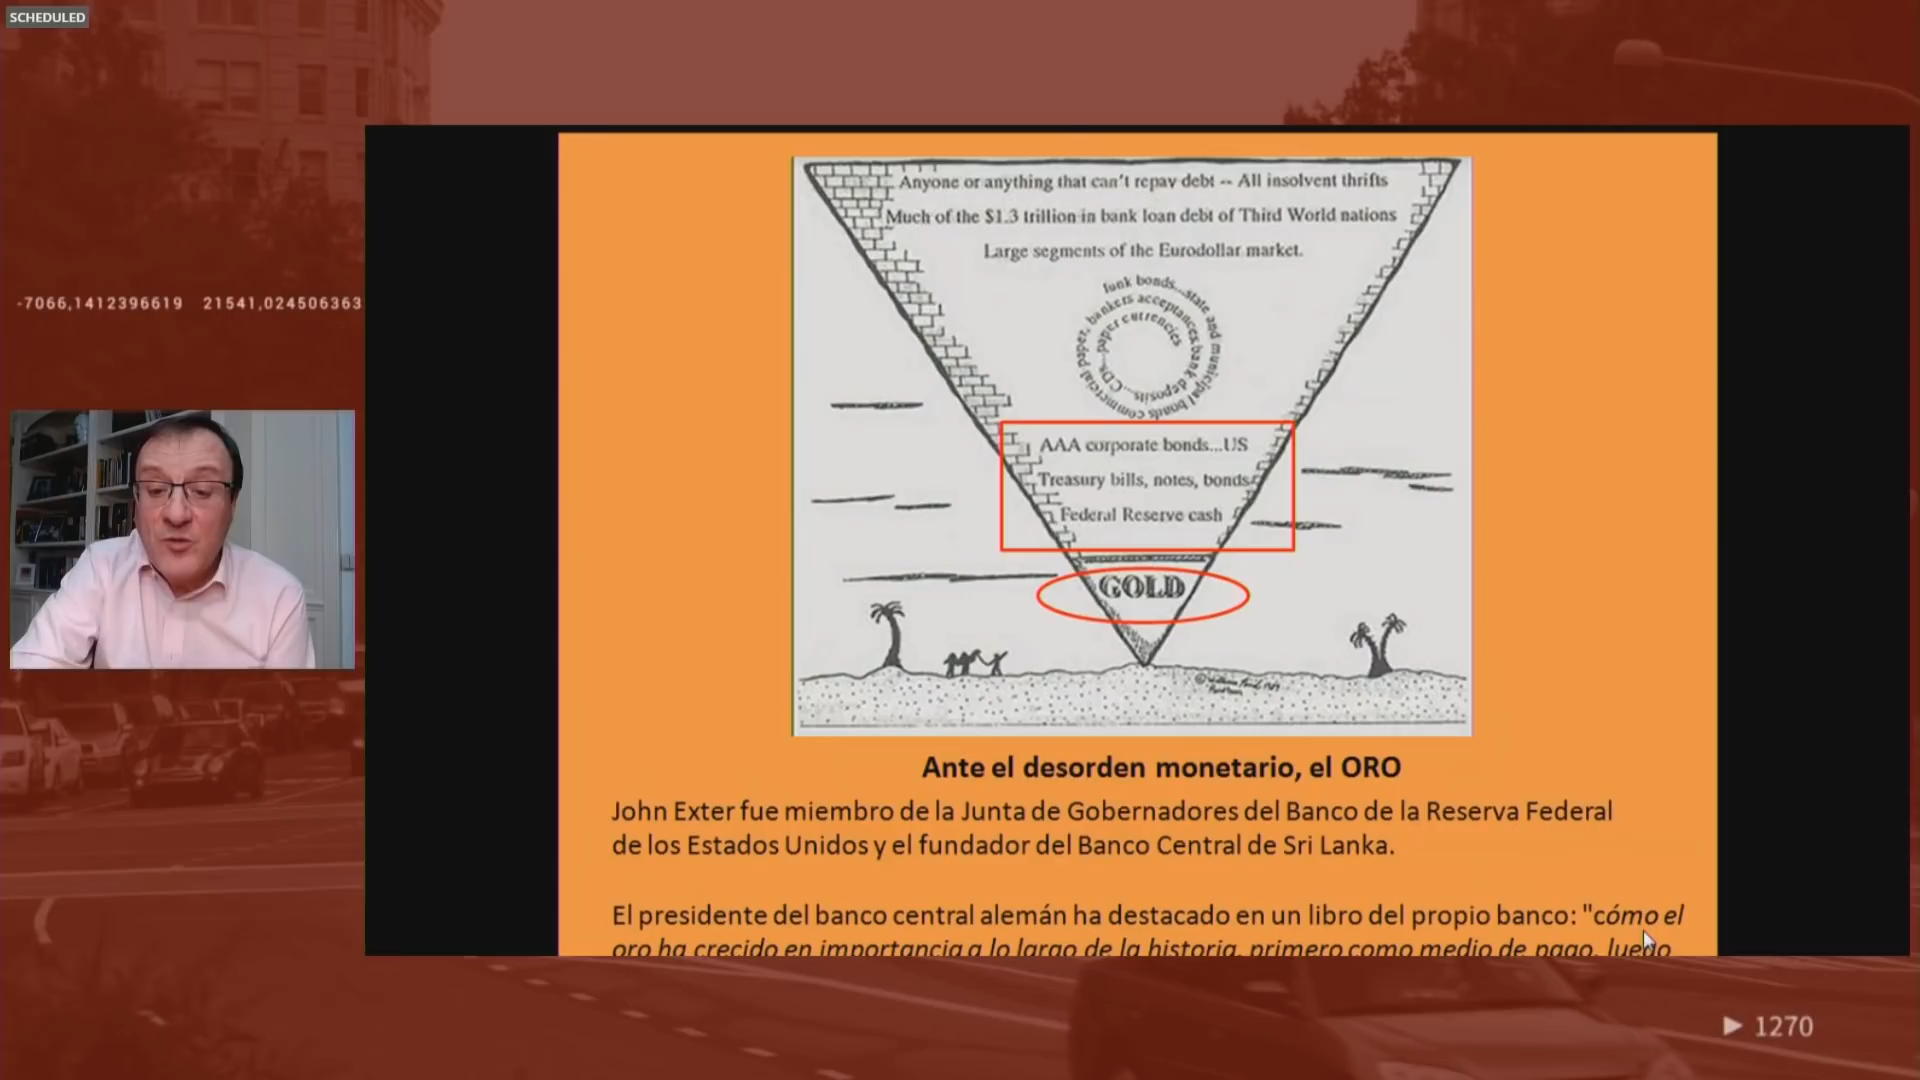 SCHEDULED
Anyone or anything that can't repay debt -- All insolvent thrifts
Much of the $1.3 trillion in bank loan debt of Third World nations
Large segments of the Eurodollar market.
Junk bonds...state and municipal bonds
commercial paper, bankers acceptances, bank deposits...
CDs...paper currencies
AAA corporate bonds...US
Treasury bills, notes, bonds
Federal Reserve cash
GOLD
-7066,1412396619 21541,024506363
Ante el desorden monetario, el ORO
John Exter fue miembro de la Junta de Gobernadores del Banco de la Reserva Federal
de los Estados Unidos y el fundador del Banco Central de Sri Lanka.
El presidente del banco central alemán ha destacado en un libro del propio banco: "cómo el
oro ha crecido en importancia a lo largo de la historia, primero como medio de pago, luego
1270